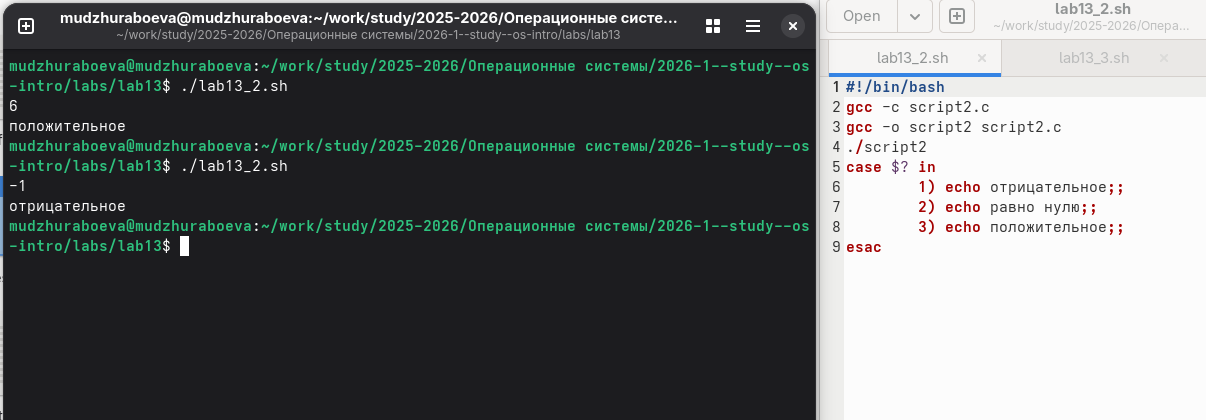 mudzhuraboeva@mudzhuraboeva:~/work/study/2025-2026/Операционные систе...
~/work/study/2025-2026/Операционные системы/2026-1--study--os-intro/labs/lab13
mudzhuraboeva@mudzhuraboeva:~/work/study/2025-2026/Операционные системы/2026-1--study--os
-intro/labs/lab13$ ./lab13_2.sh
6
положительное
mudzhuraboeva@mudzhuraboeva:~/work/study/2025-2026/Операционные системы/2026-1--study--os
-intro/labs/lab13$ ./lab13_2.sh
-1
отрицательное
mudzhuraboeva@mudzhuraboeva:~/work/study/2025-2026/Операционные системы/2026-1--study--os
-intro/labs/lab13$
Open
lab13_2.sh
~/work/study/2025-2026/Опера...
lab13_2.sh
lab13_3.sh
1 #!/bin/bash
2 gcc -c script2.c
3 gcc -o script2 script2.c
4 ./script2
5 case $? in
6         1) echo отрицательное;;
7         2) echo равно нулю;;
8         3) echo положительное;;
9 esac